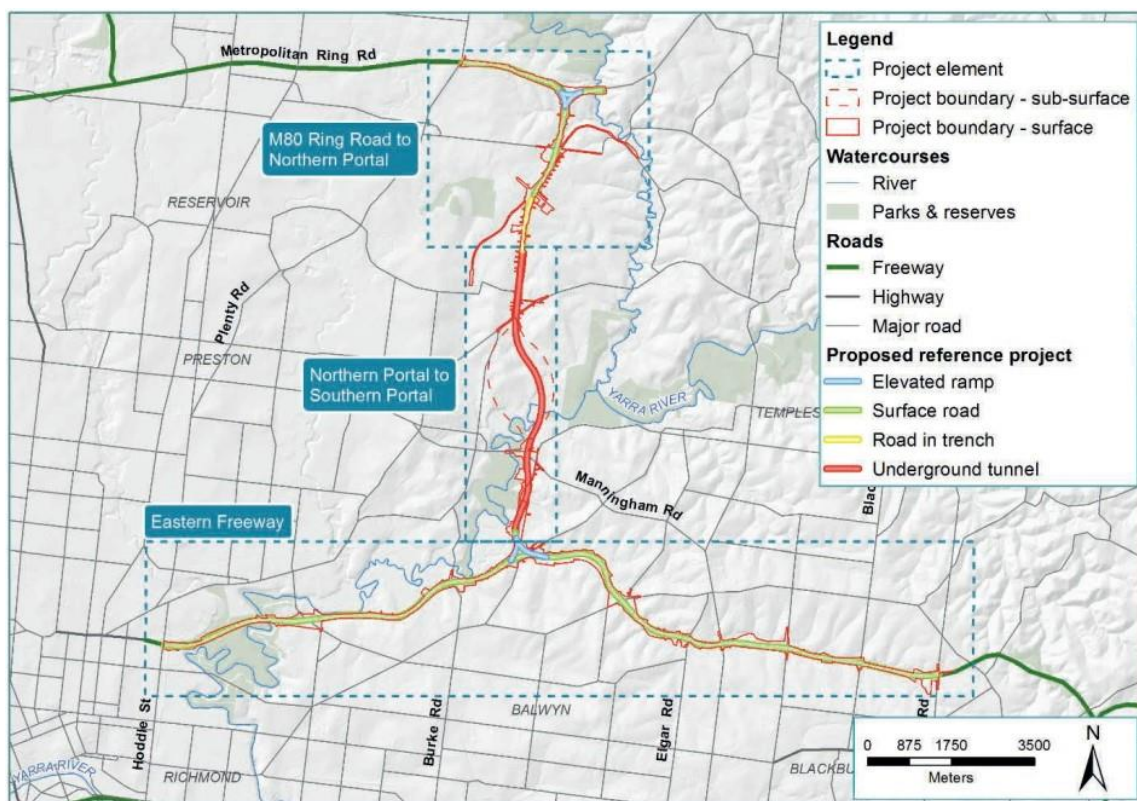 Metropolitan Ring Rd
M80 Ring Road to
Northern Portal
RESERVOIR
Plenty Rd
PRESTON
Northern Portal to
Southern Portal
YARRA RIVER
TEMPLES
Manningham Rd
Blac
Eastern Freeway
Hoddle St
Burke Rd
BALWYN
Elgar Rd
Rd
YARRA RIVER
RICHMOND
BLACKBU
Legend
Project element
Project boundary - sub-surface
Project boundary - surface
Watercourses
River
Parks & reserves
Roads
Freeway
Highway
Major road
Proposed reference project
Elevated ramp
Surface road
Road in trench
Underground tunnel
0 875 1750 3500
Meters
N